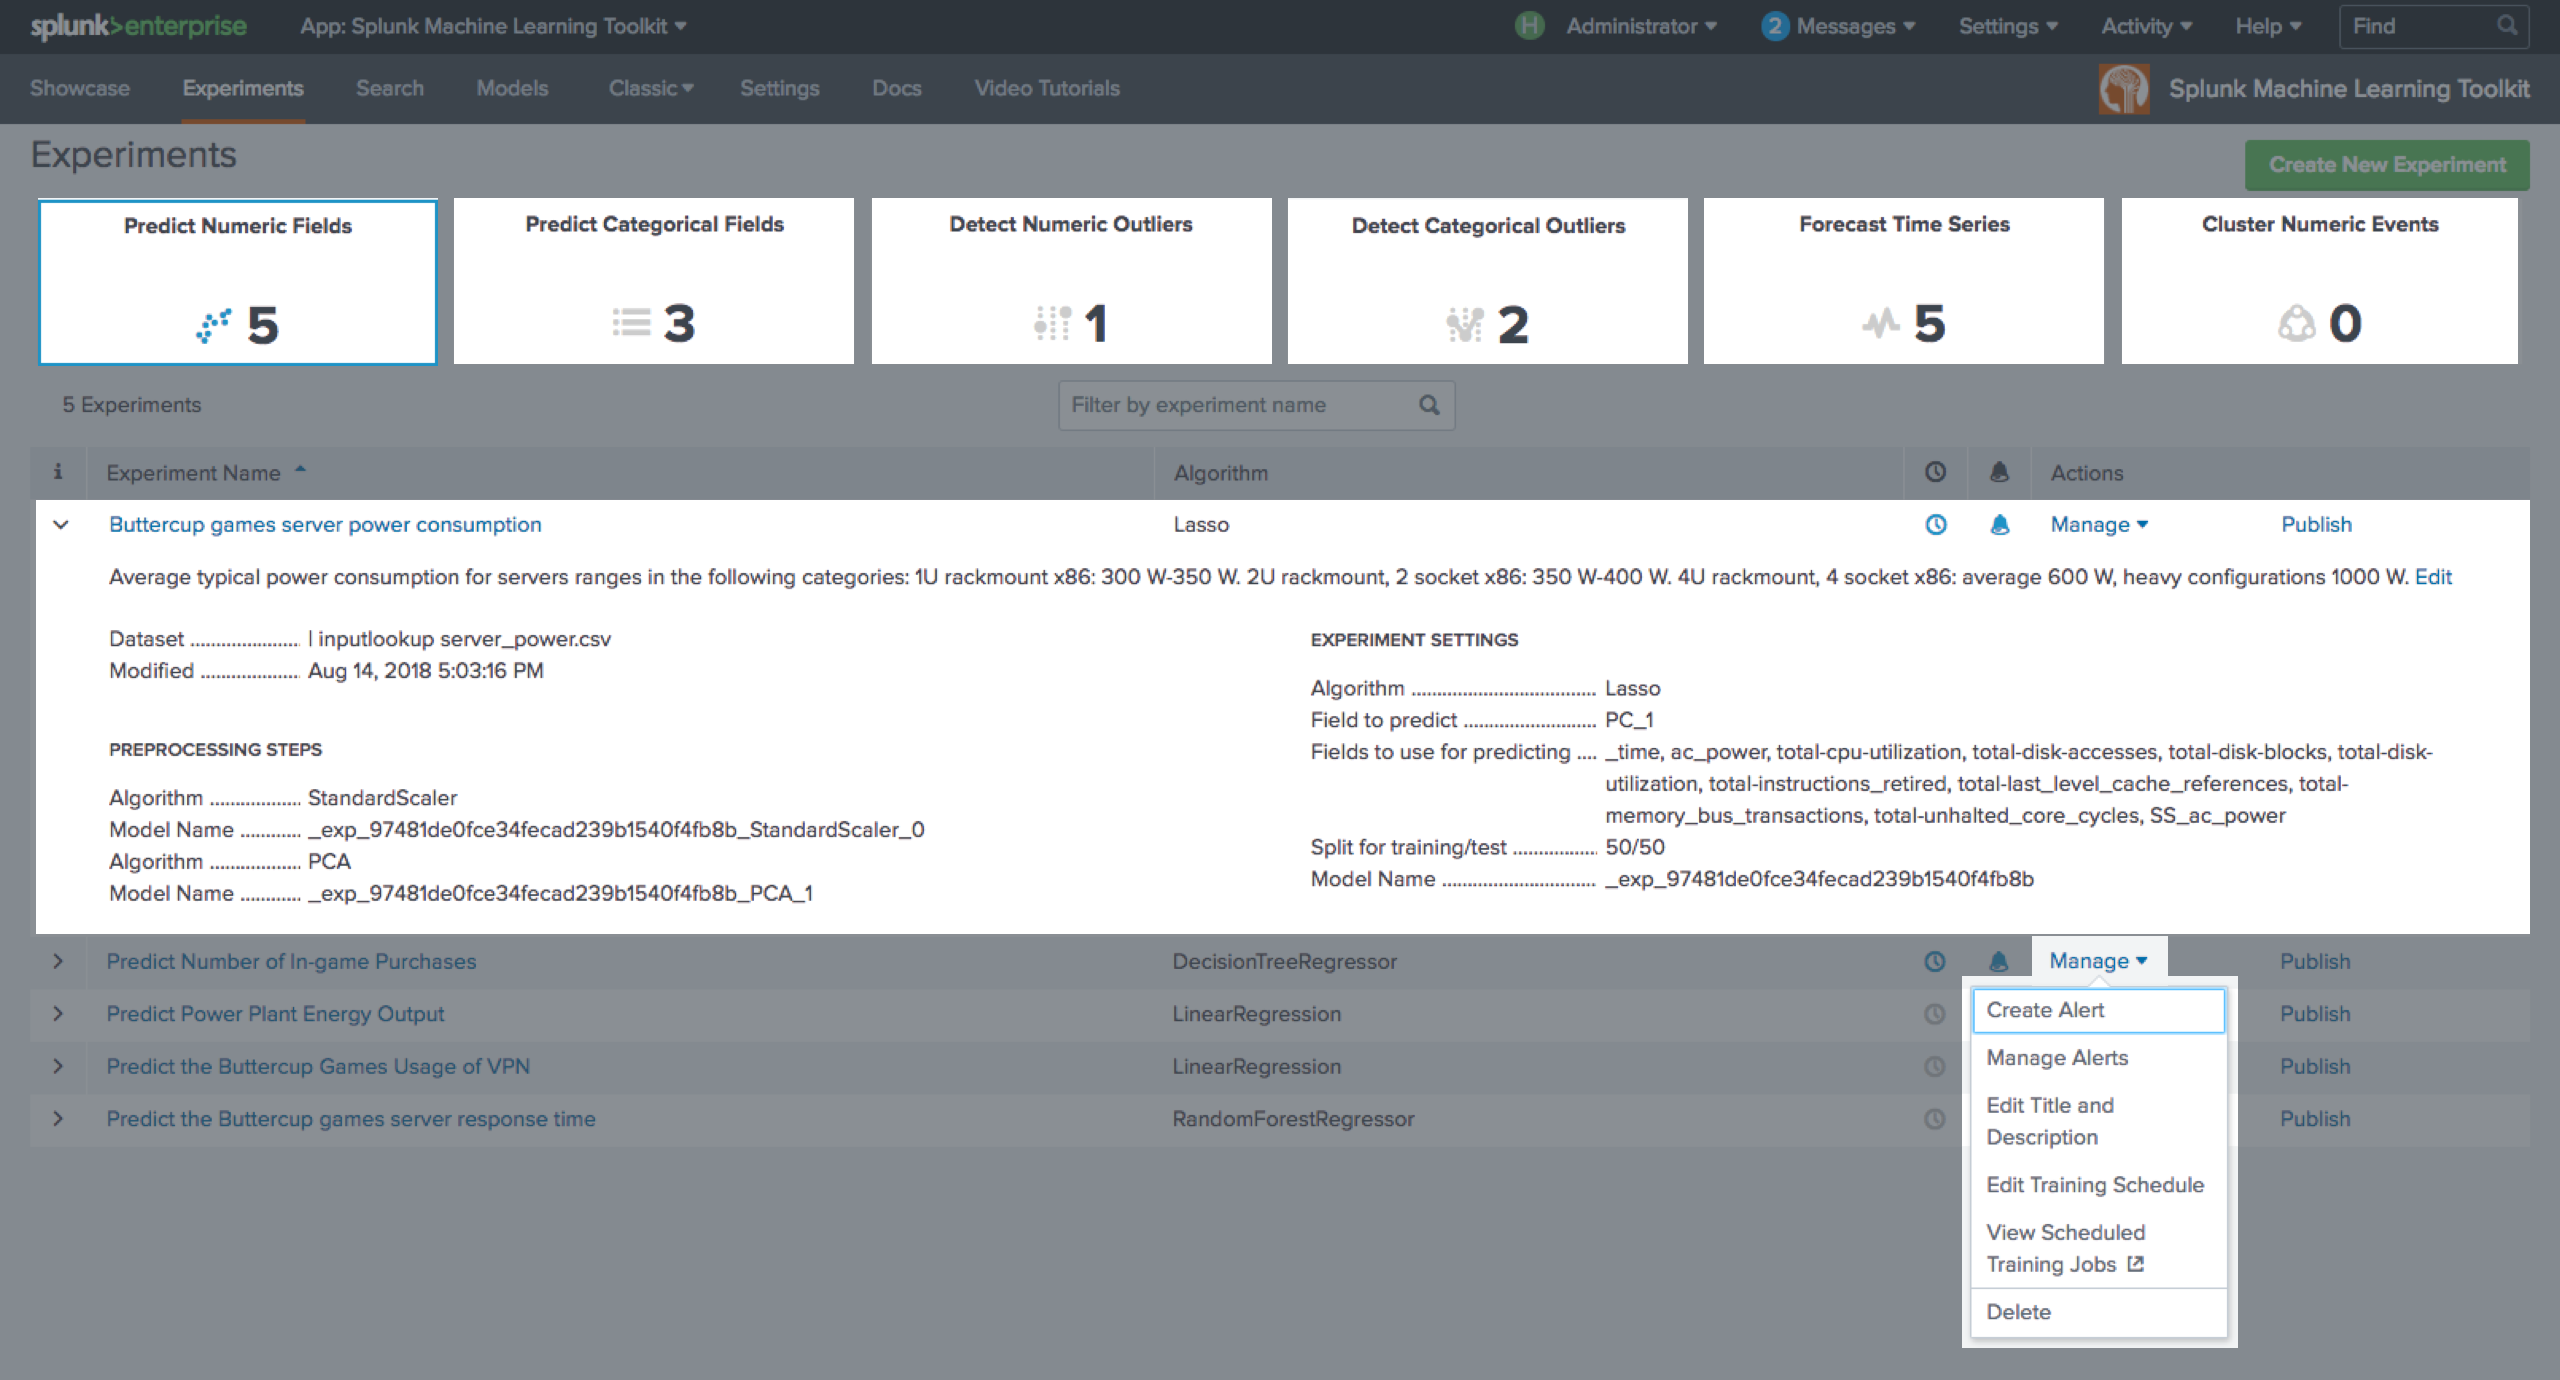 splunk>enterprise App: Splunk Machine Learning Toolkit H Administrator 2 Messages Settings Activity Help Find
Showcase Experiments Search Models Classic Settings Docs Video Tutorials Splunk Machine Learning Toolkit
Experiments
Create New Experiment
Predict Numeric Fields Predict Categorical Fields Detect Numeric Outliers Detect Categorical Outliers Forecast Time Series Cluster Numeric Events
5 3 1 2 5 0
5 Experiments Filter by experiment name
i Experiment Name Algorithm Actions
Buttercup games server power consumption Lasso Manage Publish
Average typical power consumption for servers ranges in the following categories: 1U rackmount x86: 300 W-350 W. 2U rackmount, 2 socket x86: 350 W-400 W. 4U rackmount, 4 socket x86: average 600 W, heavy configurations 1000 W. Edit
Dataset ...................... | inputlookup server_power.csv
Modified .................... Aug 14, 2018 5:03:16 PM
PREPROCESSING STEPS
Algorithm .................. StandardScaler
Model Name ............ _exp_97481de0fce34fecad239b1540f4fb8b_StandardScaler_0
Algorithm .................. PCA
Model Name ............ _exp_97481de0fce34fecad239b1540f4fb8b_PCA_1
EXPERIMENT SETTINGS
Algorithm .................................... Lasso
Field to predict .......................... PC_1
Fields to use for predicting .... _time, ac_power, total-cpu-utilization, total-disk-accesses, total-disk-blocks, total-disk-
utilization, total-instructions_retired, total-last_level_cache_references, total-
memory_bus_transactions, total-unhalted_core_cycles, SS_ac_power
Split for training/test ................. 50/50
Model Name .............................. _exp_97481de0fce34fecad239b1540f4fb8b
Predict Number of In-game Purchases DecisionTreeRegressor Manage Publish
Predict Power Plant Energy Output LinearRegression Publish
Predict the Buttercup Games Usage of VPN LinearRegression Publish
Predict the Buttercup games server response time RandomForestRegressor Publish
Create Alert
Manage Alerts
Edit Title and
Description
Edit Training Schedule
View Scheduled
Training Jobs
Delete